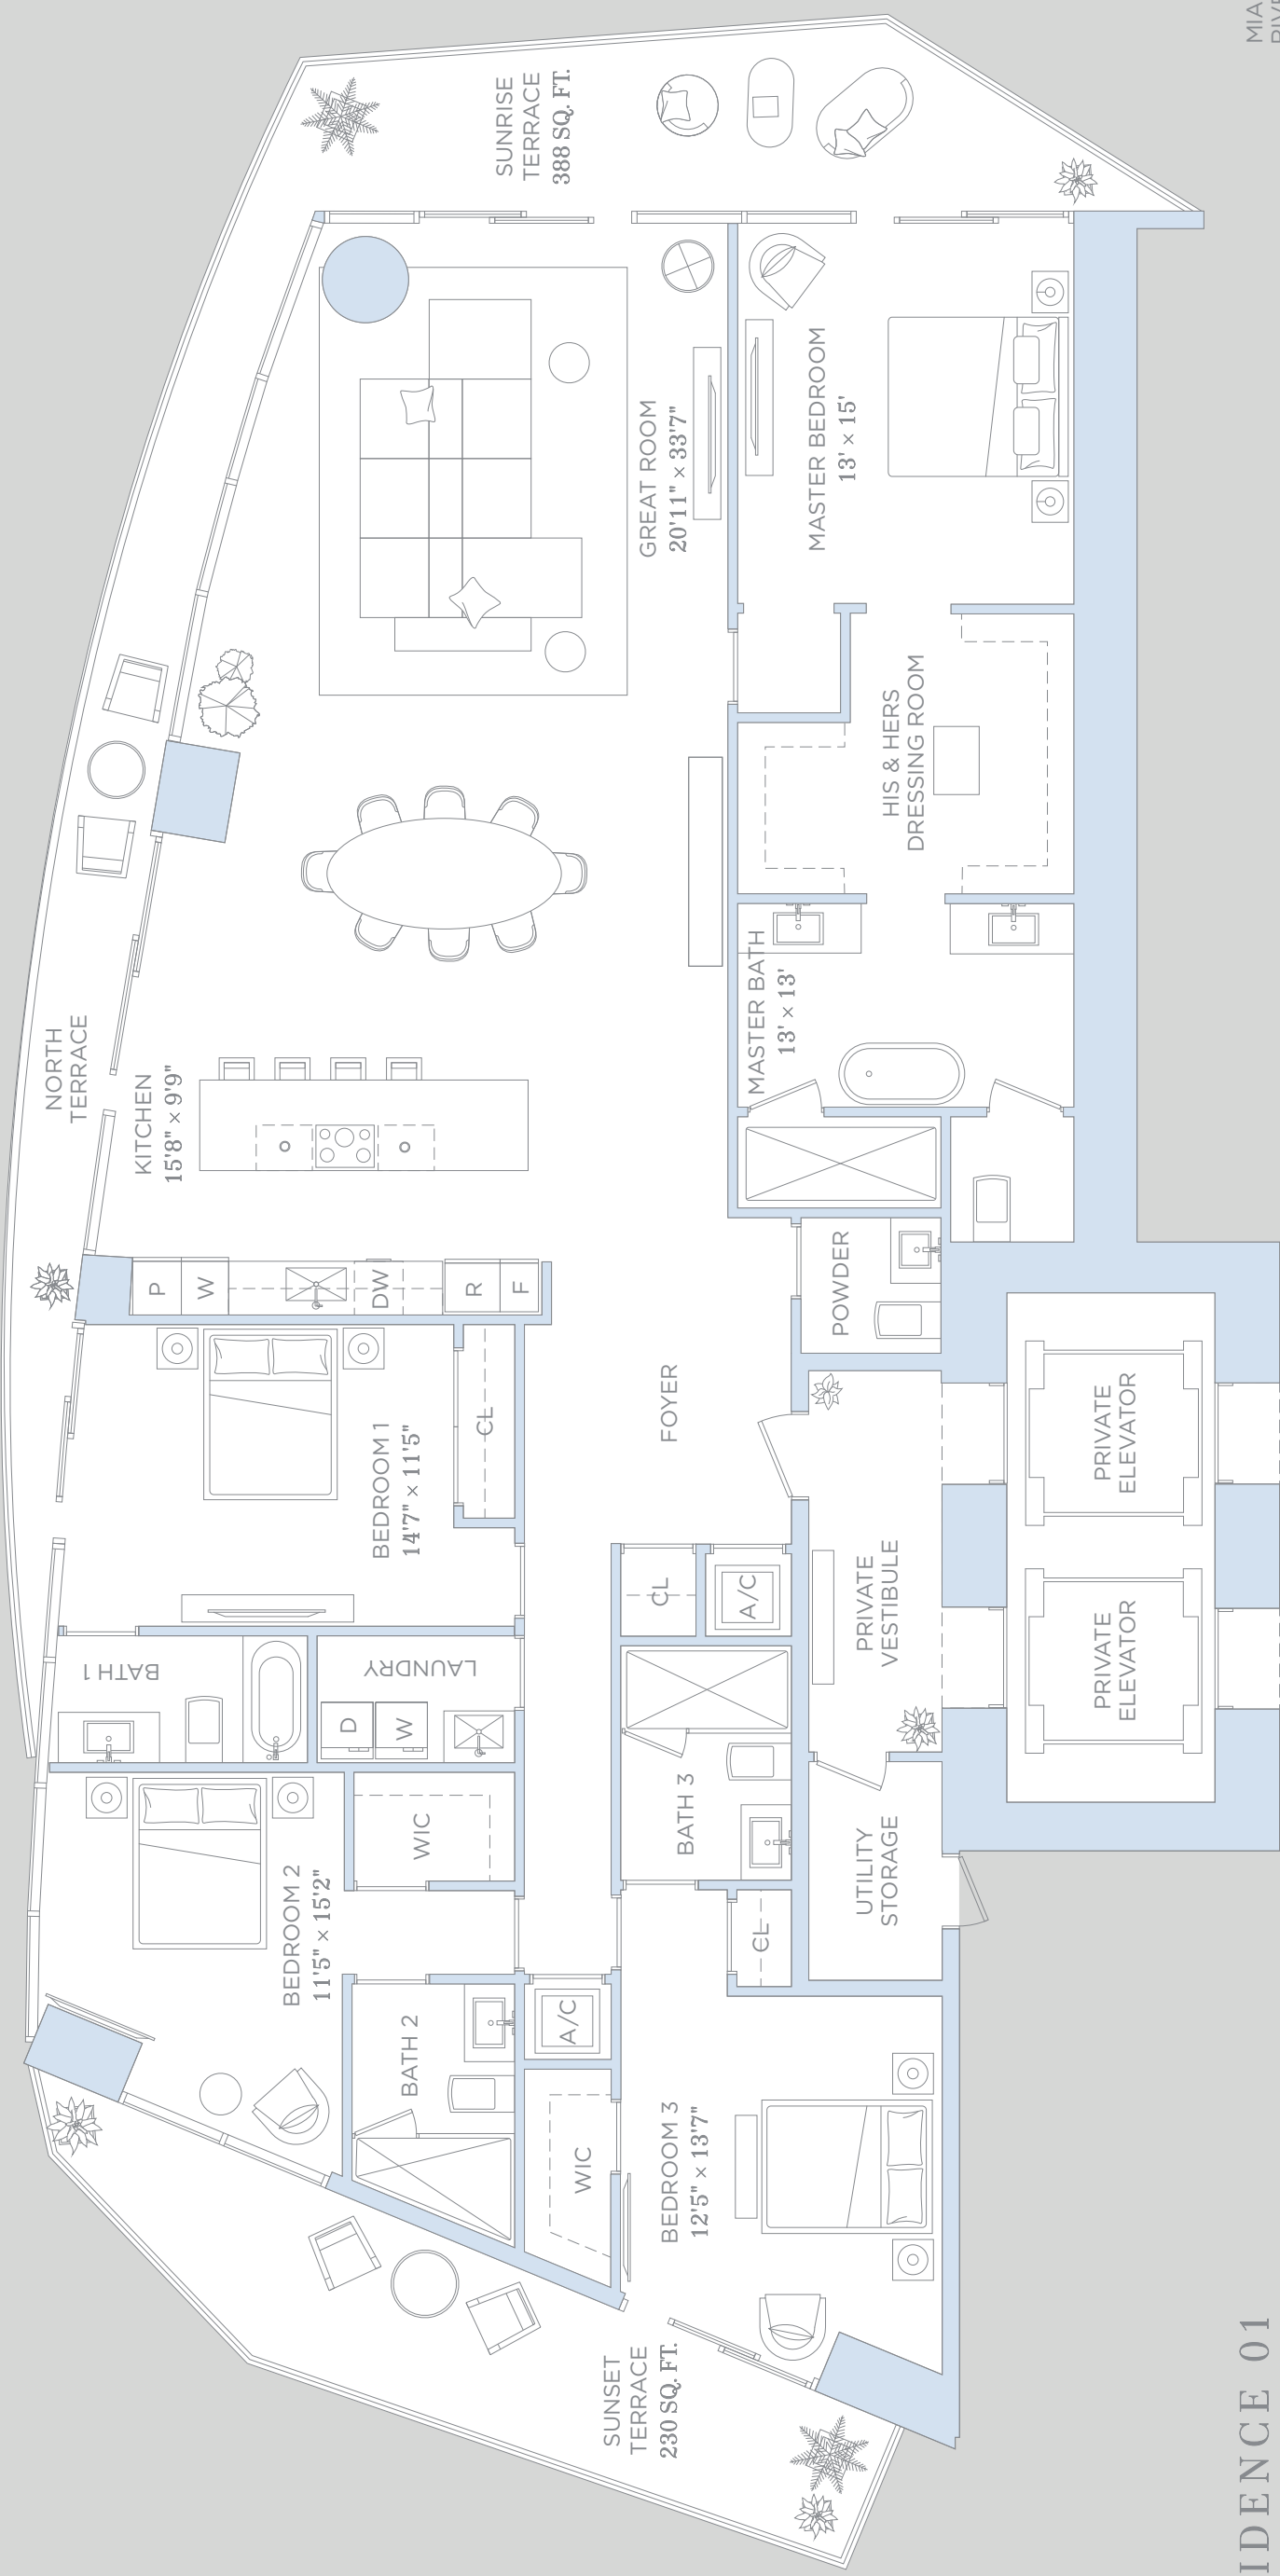 SUNRISE
TERRACE
388 SQ. FT.
NORTH
TERRACE
GREAT ROOM
20'11" × 33'7"
MASTER BEDROOM
13' × 15'
HIS & HERS
DRESSING ROOM
MASTER BATH
13' × 13'
KITCHEN
15'8" × 9'9"
P
W
DW
R
F
POWDER
FOYER
BEDROOM 1
14'7" × 11'5"
CL
CL
A/C
PRIVATE
VESTIBULE
PRIVATE
ELEVATOR
PRIVATE
ELEVATOR
BATH 1
LAUNDRY
D
W
BATH 3
UTILITY
STORAGE
CL
WIC
BEDROOM 2
11'5" × 15'2"
BATH 2
A/C
WIC
BEDROOM 3
12'5" × 13'7"
SUNSET
TERRACE
230 SQ. FT.
IDENCE 01
MIA